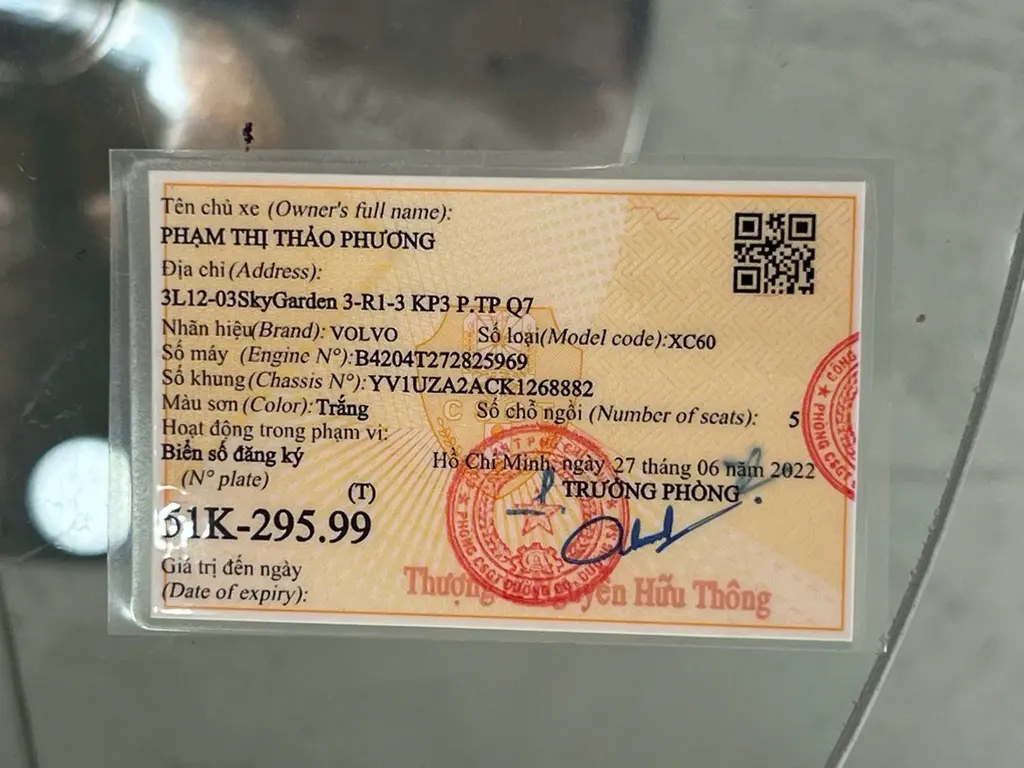 Tên chủ xe (Owner's full name):
PHẠM THỊ THẢO PHƯƠNG
Địa chỉ (Address):
3L12-03SkyGarden 3-R1-3 KP3 P.TP Q7
Nhãn hiệu(Brand): VOLVO Số loại(Model code):XC60
Số máy (Engine N°):B4204T272825969
Số khung(Chassis N°):YV1UZA2ACK1268882
Màu sơn (Color): Trắng Số chỗ ngồi (Number of scats): 5
Hoạt động trong phạm vi:
Biển số đăng ký Hồ Chí Minh, ngày 27 tháng 06 năm 2022
(N° plate) TRƯỞNG PHÒNG
(T)
51K-295.99
Giá trị đến ngày
(Date of expiry):
Thượng Nguyễn Hữu Thông